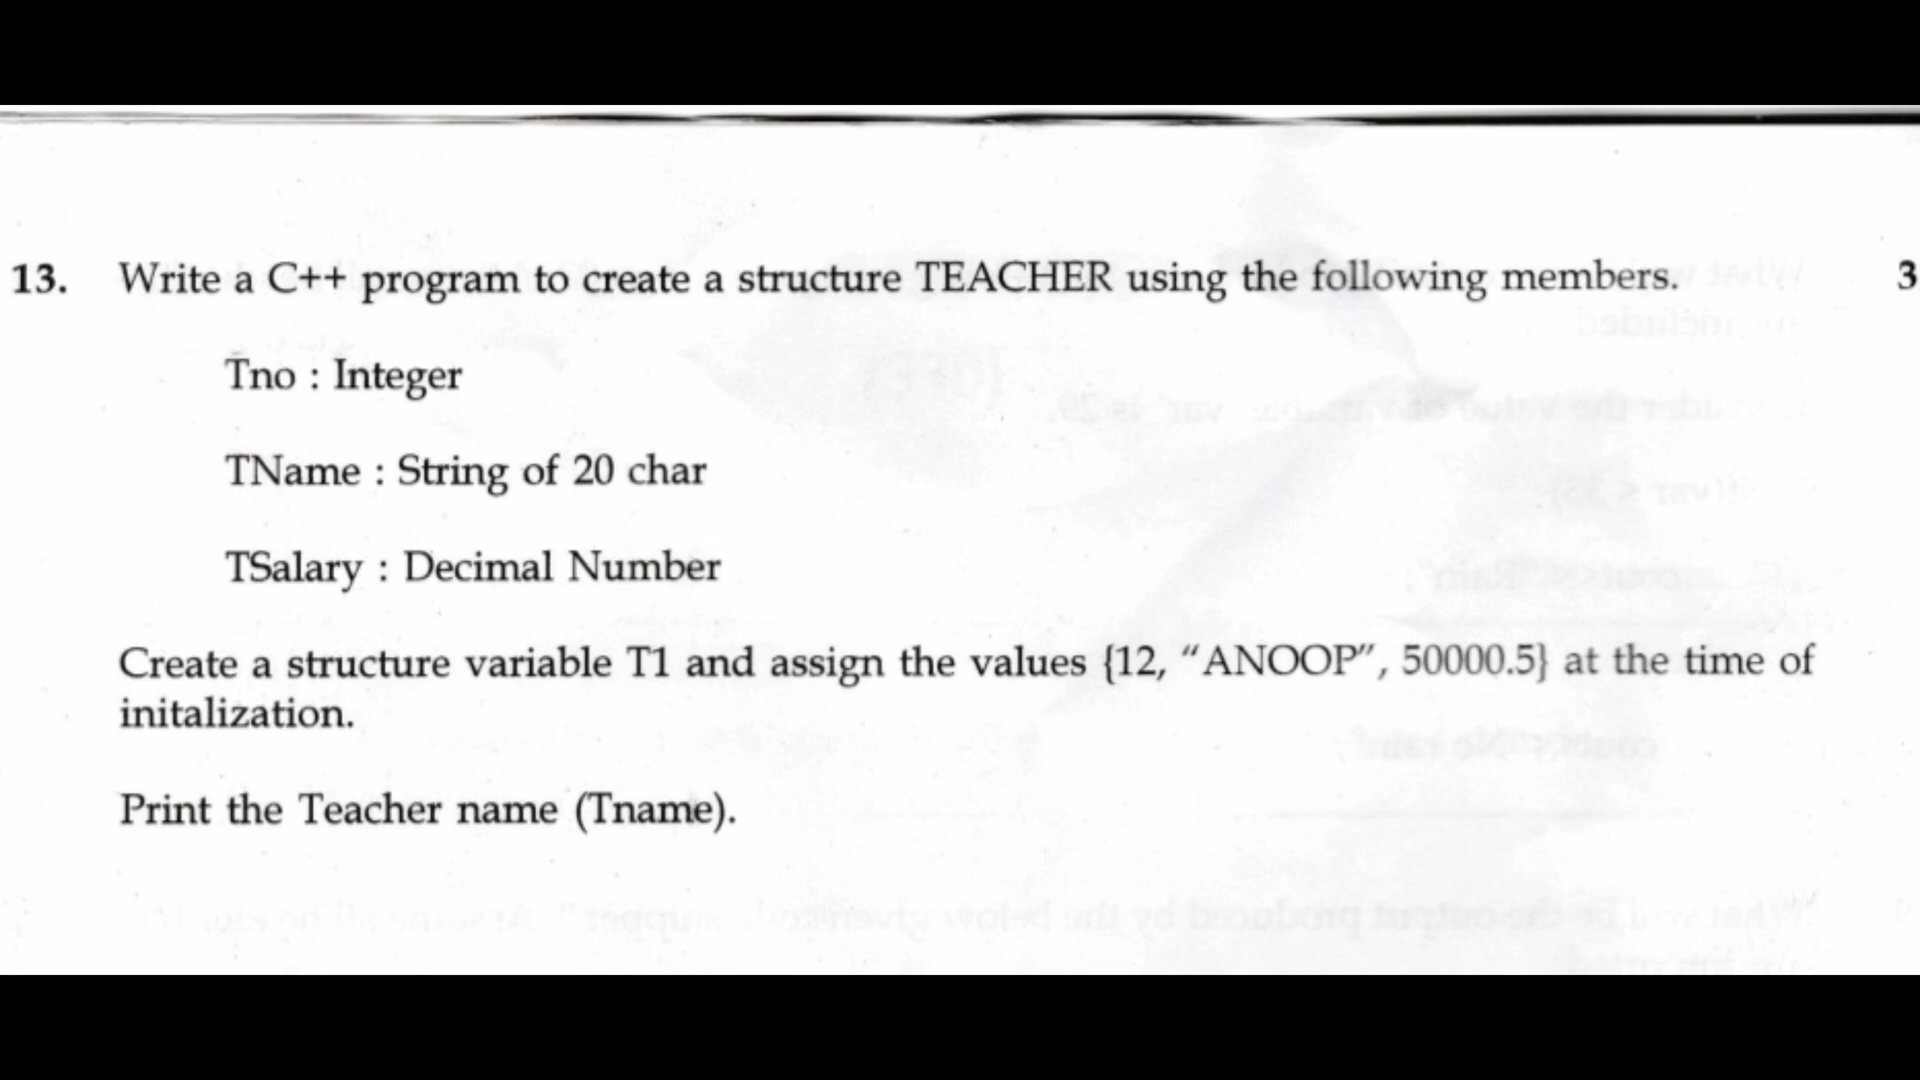 13. Write a C++ program to create a structure TEACHER using the following members. 3
Tno : Integer
TName : String of 20 char
TSalary : Decimal Number
Create a structure variable T1 and assign the values {12, “ANOOP”, 50000.5} at the time of
initalization.
Print the Teacher name (Tname).